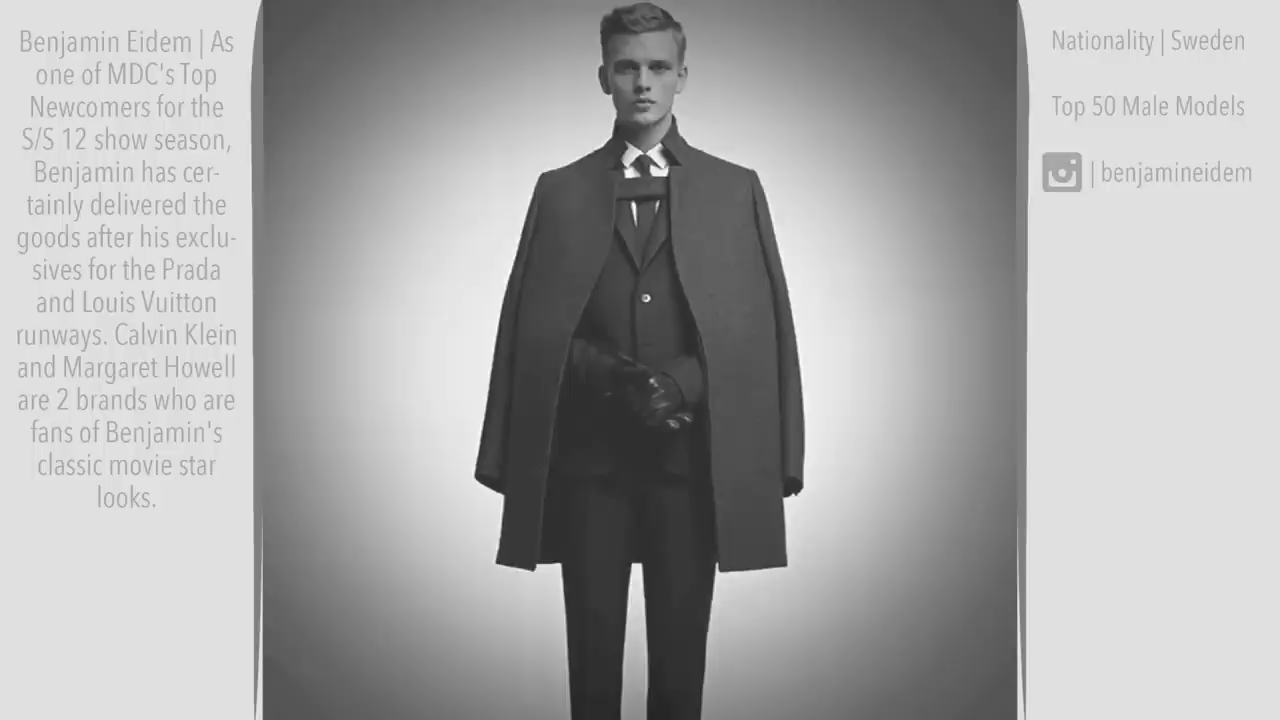 Benjamin Eidem | As
one of MDC's Top
Newcomers for the
S/S 12 show season,
Benjamin has cer-
tainly delivered the
goods after his exclu-
sives for the Prada
and Louis Vuitton
runways. Calvin Klein
and Margaret Howell
are 2 brands who are
fans of Benjamin's
classic movie star
looks.
Nationality | Sweden
Top 50 Male Models
| benjamineidem